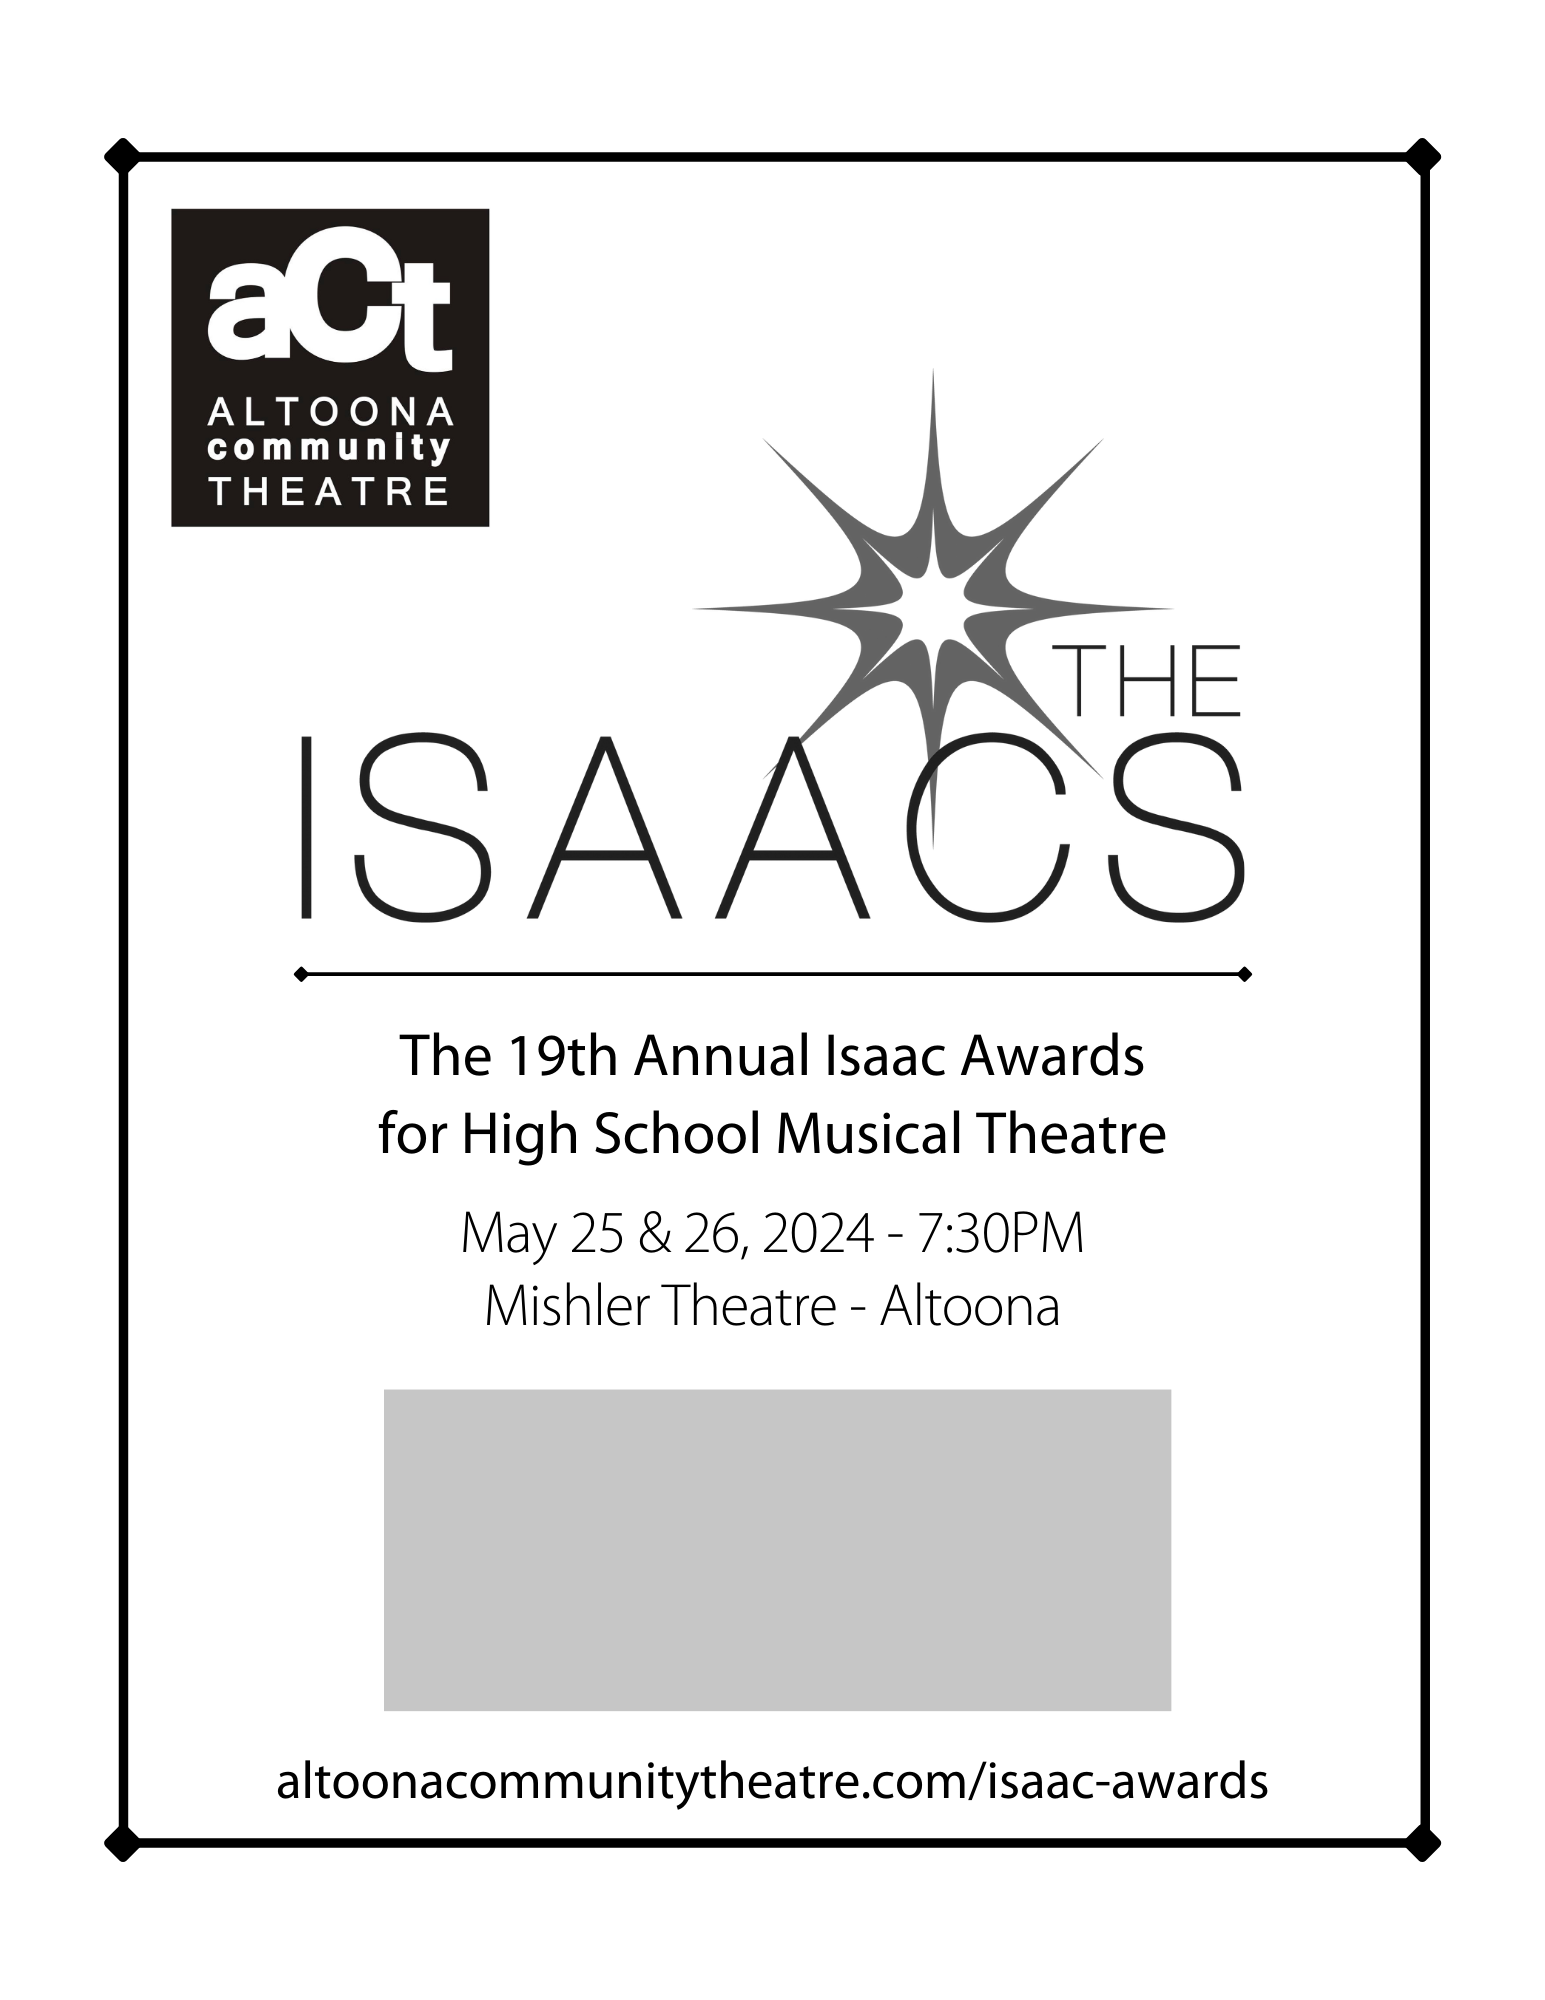 aCt
ALTOONA
community
THEATRE
THE
ISAACS
The 19th Annual Isaac Awards
for High School Musical Theatre
May 25 & 26, 2024 - 7:30PM
Mishler Theatre - Altoona
altoonacommunitytheatre.com/isaac-awards